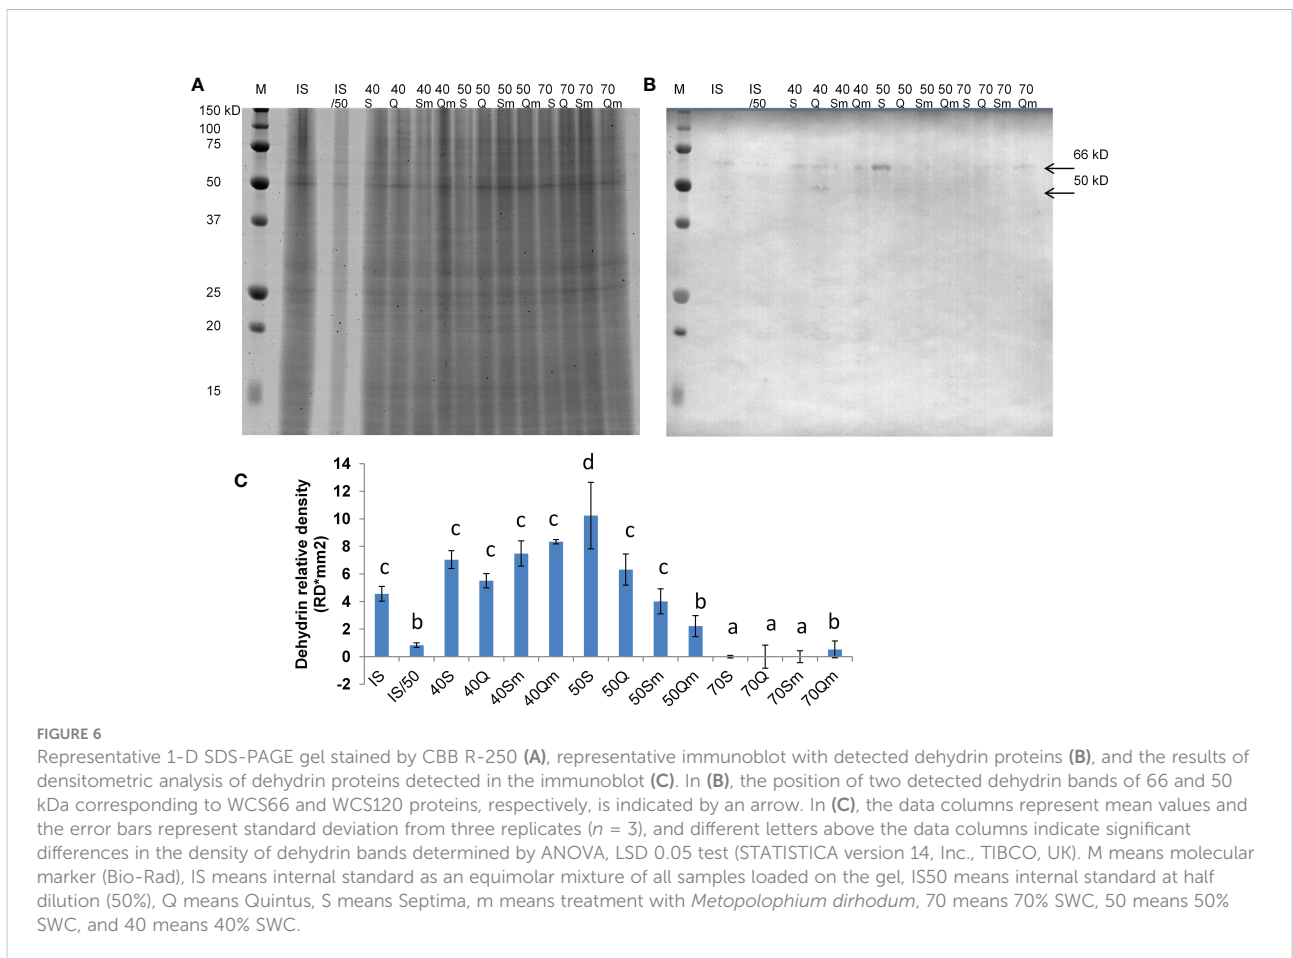 A
M IS IS 40 40 40 40 50 50 50 50 70 70 70 70
/50 S Q Sm Qm S Q Sm Qm S Q Sm Qm
150 kD
100
75
50
37
25
20
15
B
M IS IS 40 40 40 40 50 50 50 50 70 70 70 70
/50 S Q Sm Qm S Q Sm Qm S Q Sm Qm
66 kD
50 kD
C
Dehydrin relative density
(RD*mm2)
14
12
10
8
6
4
2
0
-2
c b c c c c d c c b a a a b
IS IS/50 40S 40Q 40Sm 40Qm 50S 50Q 50Sm 50Qm 70S 70Q 70Sm 70Qm
FIGURE 6
Representative 1-D SDS-PAGE gel stained by CBB R-250 (A), representative immunoblot with detected dehydrin proteins (B), and the results of
densitometric analysis of dehydrin proteins detected in the immunoblot (C). In (B), the position of two detected dehydrin bands of 66 and 50
kDa corresponding to WCS66 and WCS120 proteins, respectively, is indicated by an arrow. In (C), the data columns represent mean values and
the error bars represent standard deviation from three replicates (n = 3), and different letters above the data columns indicate significant
differences in the density of dehydrin bands determined by ANOVA, LSD 0.05 test (STATISTICA version 14, Inc., TIBCO, UK). M means molecular
marker (Bio-Rad), IS means internal standard as an equimolar mixture of all samples loaded on the gel, IS50 means internal standard at half
dilution (50%), Q means Quintus, S means Septima, m means treatment with Metopolophium dirhodum, 70 means 70% SWC, 50 means 50%
SWC, and 40 means 40% SWC.